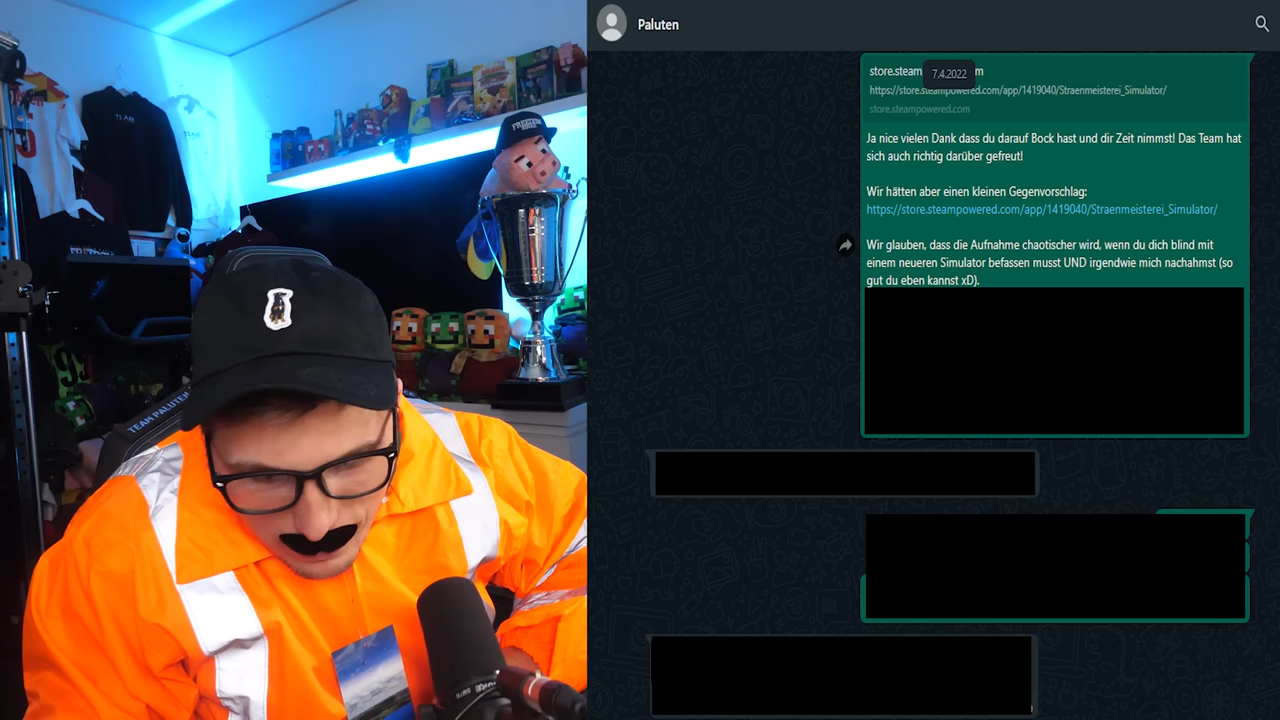 Paluten
store.steam m
7.4.2022
https://store.steampowered.com/app/1419040/Straenmeisterei_Simulator/
store.steampowered.com
Ja nice vielen Dank dass du darauf Bock hast und dir Zeit nimmst! Das Team hat
sich auch richtig darüber gefreut!
Wir hätten aber einen kleinen Gegenvorschlag:
https://store.steampowered.com/app/1419040/Straenmeisterei_Simulator/
Wir glauben, dass die Aufnahme chaotischer wird, wenn du dich blind mit
einem neueren Simulator befassen musst UND irgendwie mich nachahmst (so
gut du eben kannst xD).
TEAM
FREEDOM
TEAM PALUTEN